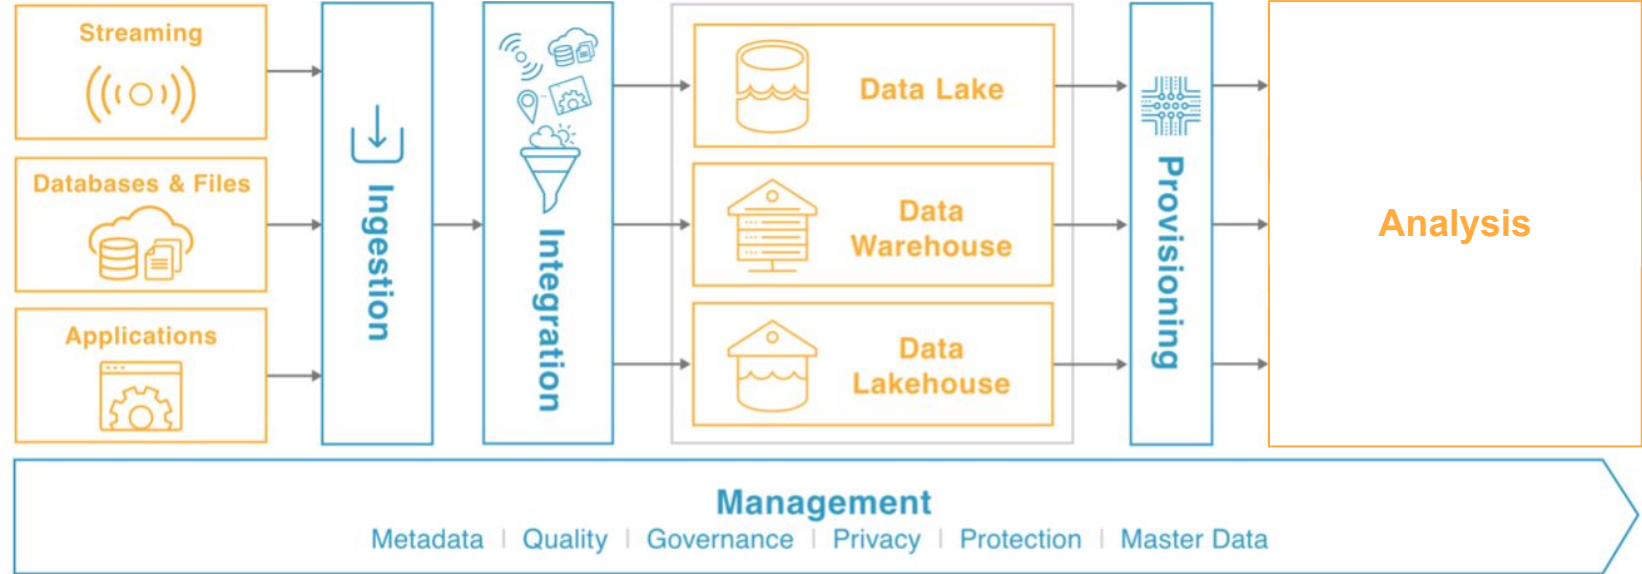 Streaming
Databases & Files
Applications
Ingestion
Integration
Data Lake
Data
Warehouse
Data
Lakehouse
Provisioning
Analysis
Management
Metadata | Quality | Governance | Privacy | Protection | Master Data